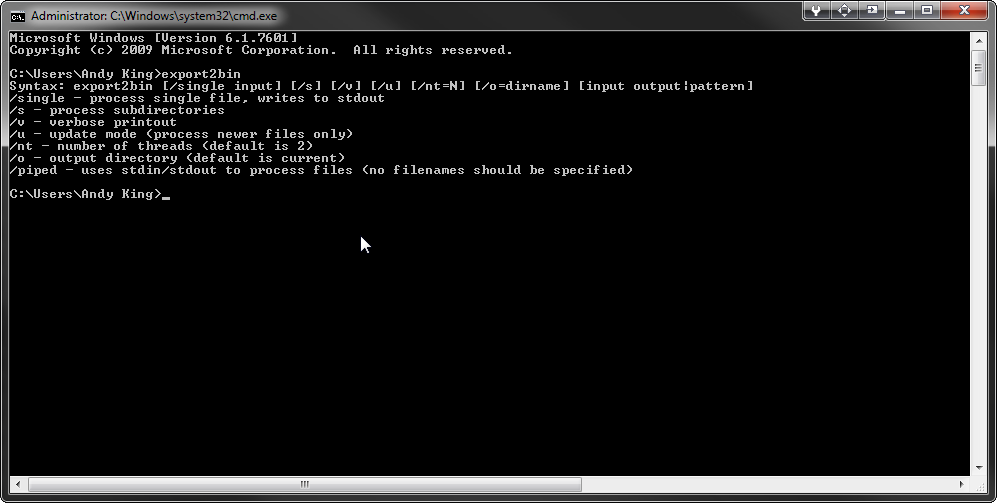 Administrator: C:\Windows\system32\cmd.exe
Microsoft Windows [Version 6.1.7601]
Copyright (c) 2009 Microsoft Corporation.  All rights reserved.
C:\Users\Andy King>export2bin
Syntax: export2bin [/single input] [/s] [/v] [/u] [/nt=N] [/o=dirname] [input output|pattern]
/single - process single file, writes to stdout
/s - process subdirectories
/v - verbose printout
/u - update mode (process newer files only)
/nt - number of threads (default is 2)
/o - output directory (default is current)
/piped - uses stdin/stdout to process files (no filenames should be specified)
C:\Users\Andy King>_